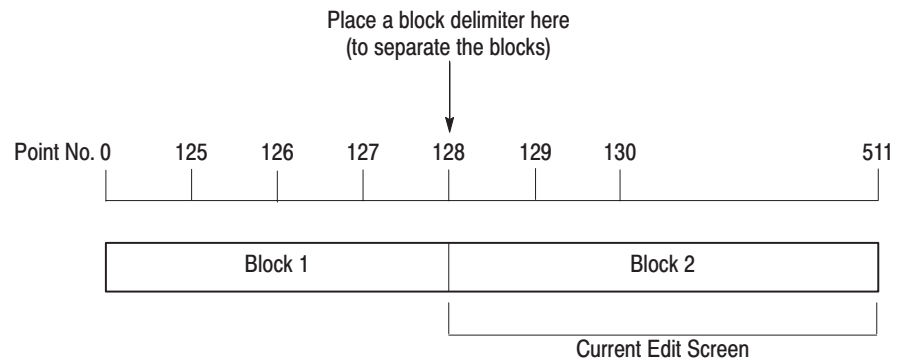 Place a block delimiter here
(to separate the blocks)
Point No. 0 125 126 127 128 129 130 511
Block 1 Block 2
Current Edit Screen